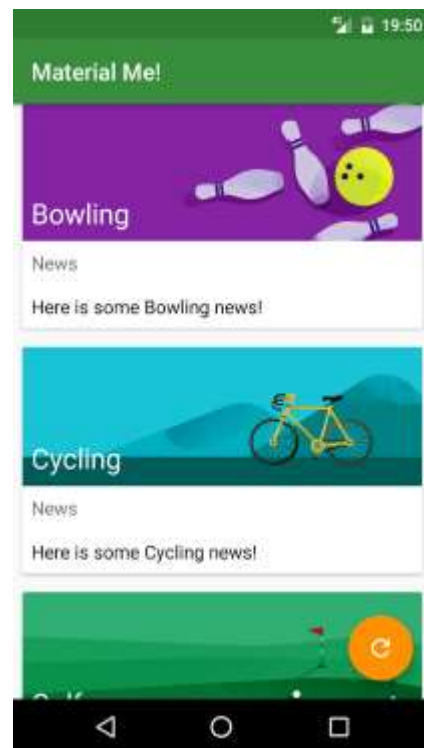 19:50
Material Me!
Bowling
News
Here is some Bowling news!
Cycling
News
Here is some Cycling news!